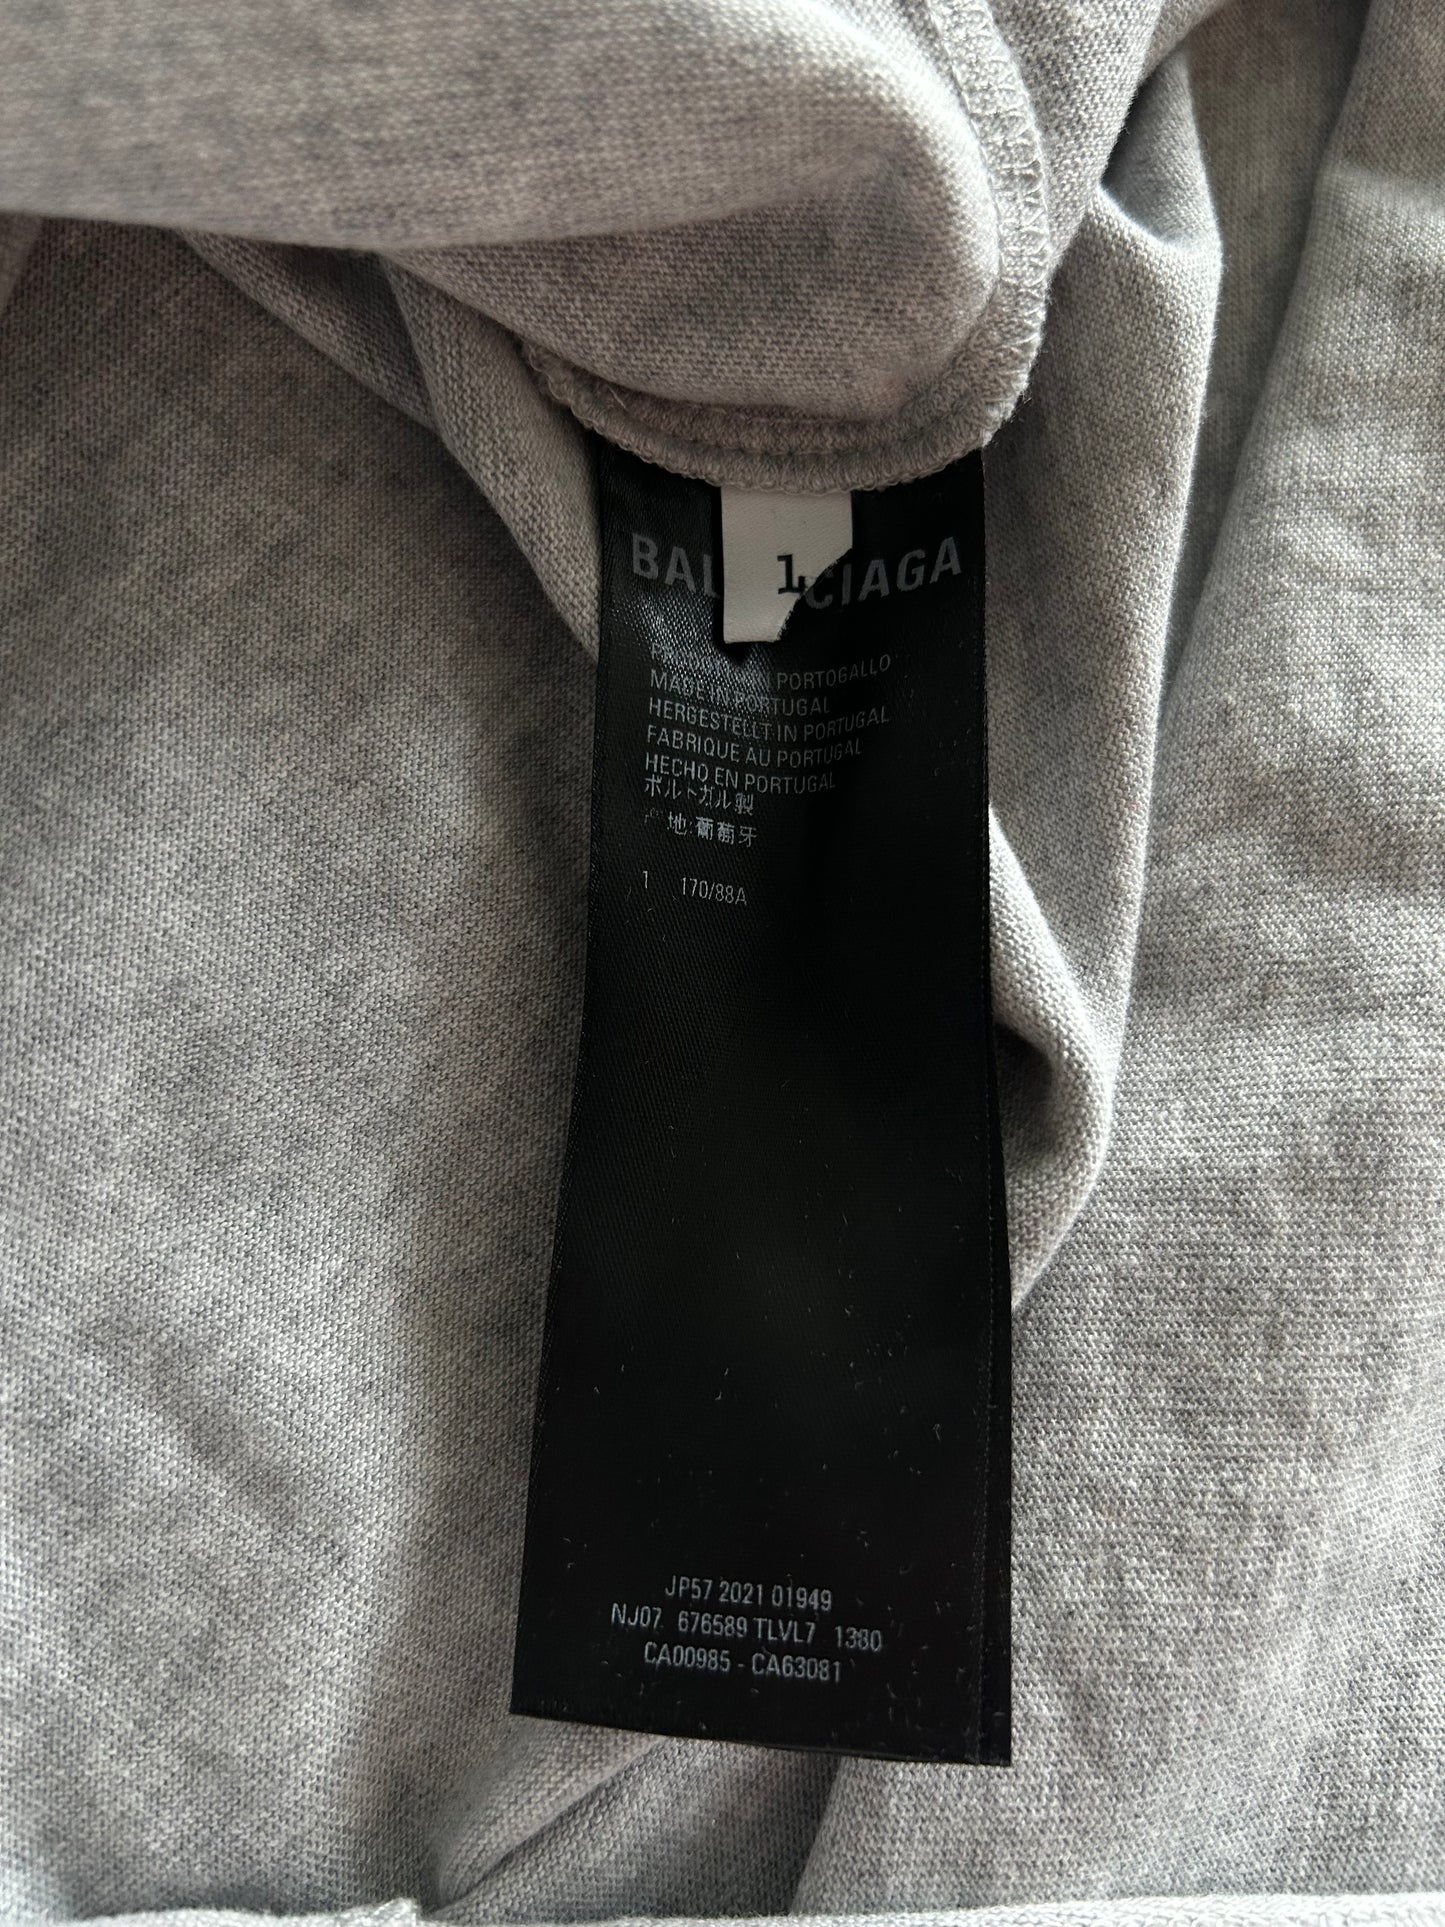 BAL CIAGA
1
PORTOGALLO
MADE IN PORTUGAL
HERGESTELLT IN PORTUGAL
FABRIQUE AU PORTUGAL
HECHO EN PORTUGAL
ポルトガル製
地:葡萄牙
1 170/88A
JP57 2021 01949
NJ07 676589 TLVL7 1380
CA00985 - CA63081